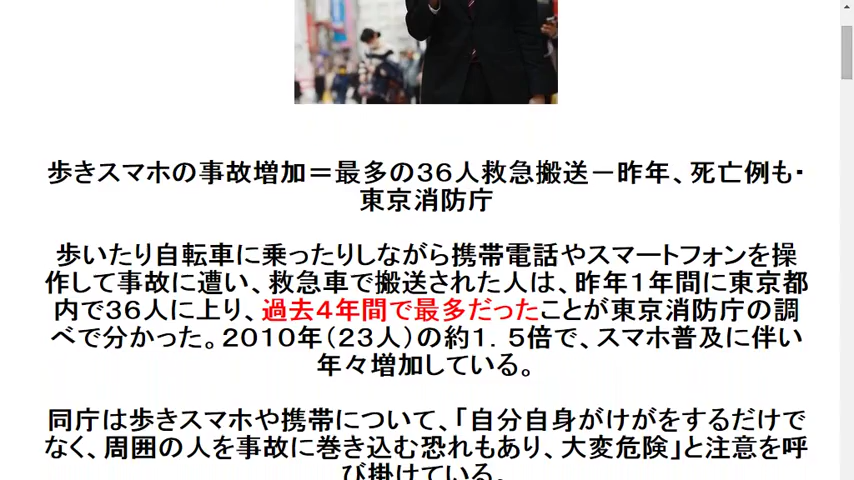 歩きスマホの事故増加＝最多の３６人救急搬送－昨年、死亡例も・
東京消防庁
歩いたり自転車に乗ったりしながら携帯電話やスマートフォンを操
作して事故に遭い、救急車で搬送された人は、昨年１年間に東京都
内で３６人に上り、過去４年間で最多だったことが東京消防庁の調
べで分かった。２０１０年（２３人）の約１．５倍で、スマホ普及に伴い
年々増加している。
同庁は歩きスマホや携帯について、「自分自身がけがをするだけで
なく、周囲の人を事故に巻き込む恐れもあり、大変危険」と注意を呼
び掛けている。